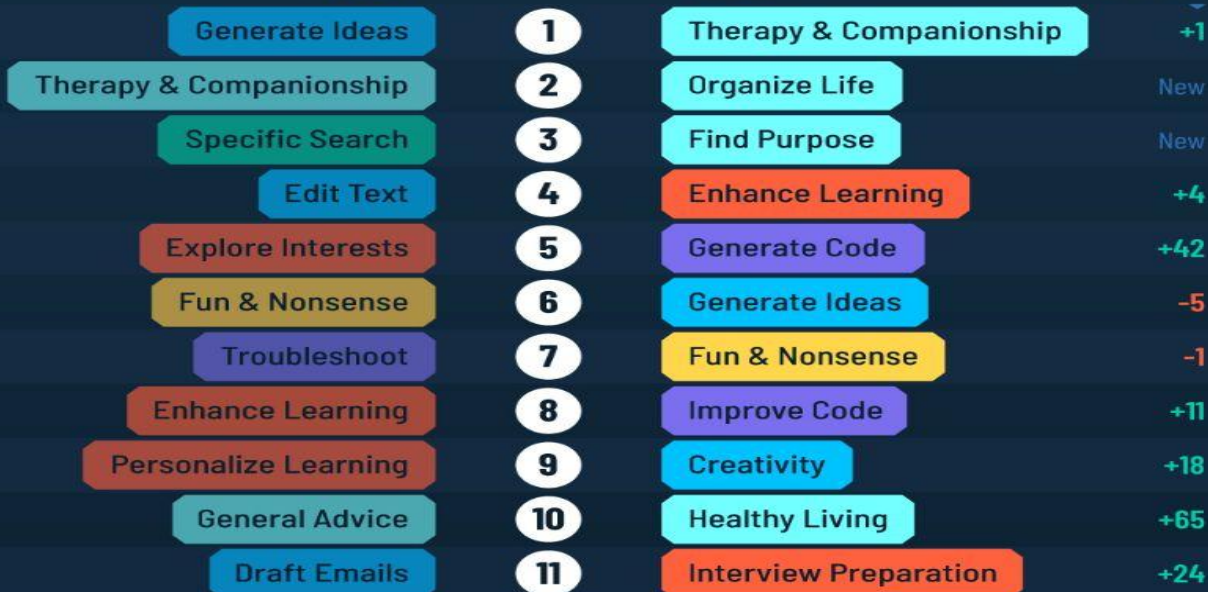 Generate Ideas 1 Therapy & Companionship +1
Therapy & Companionship 2 Organize Life New
Specific Search 3 Find Purpose New
Edit Text 4 Enhance Learning +4
Explore Interests 5 Generate Code +42
Fun & Nonsense 6 Generate Ideas -5
Troubleshoot 7 Fun & Nonsense -1
Enhance Learning 8 Improve Code +11
Personalize Learning 9 Creativity +18
General Advice 10 Healthy Living +65
Draft Emails 11 Interview Preparation +24